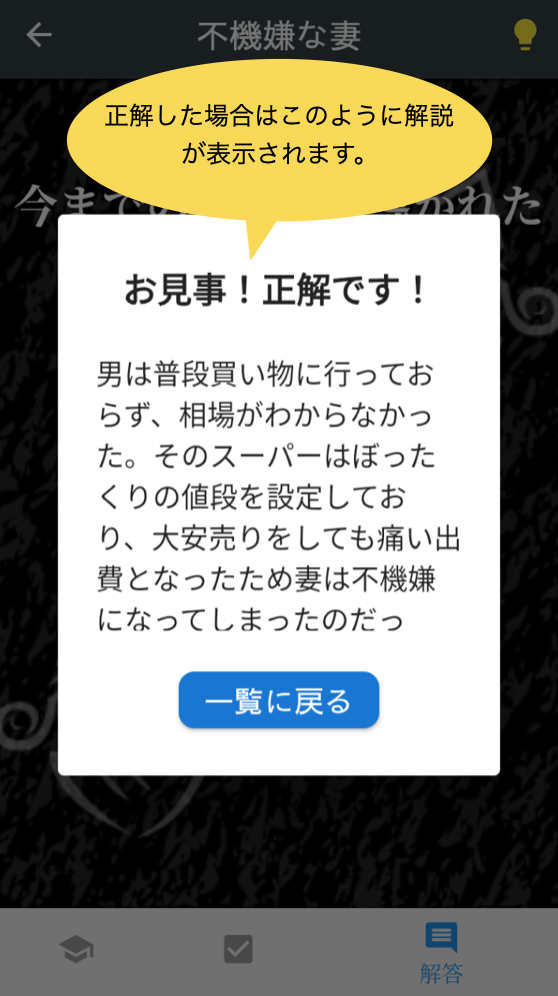 不機嫌な妻
正解した場合はこのように解説
が表示されます。
今まで
かれた
お見事！正解です！
男は普段買い物に行ってお
らず、相場がわからなかっ
た。そのスーパーはぼった
くりの値段を設定してお
り、大安売りをしても痛い出
費となったため妻は不機嫌
になってしまったのだっ
一覧に戻る
解答